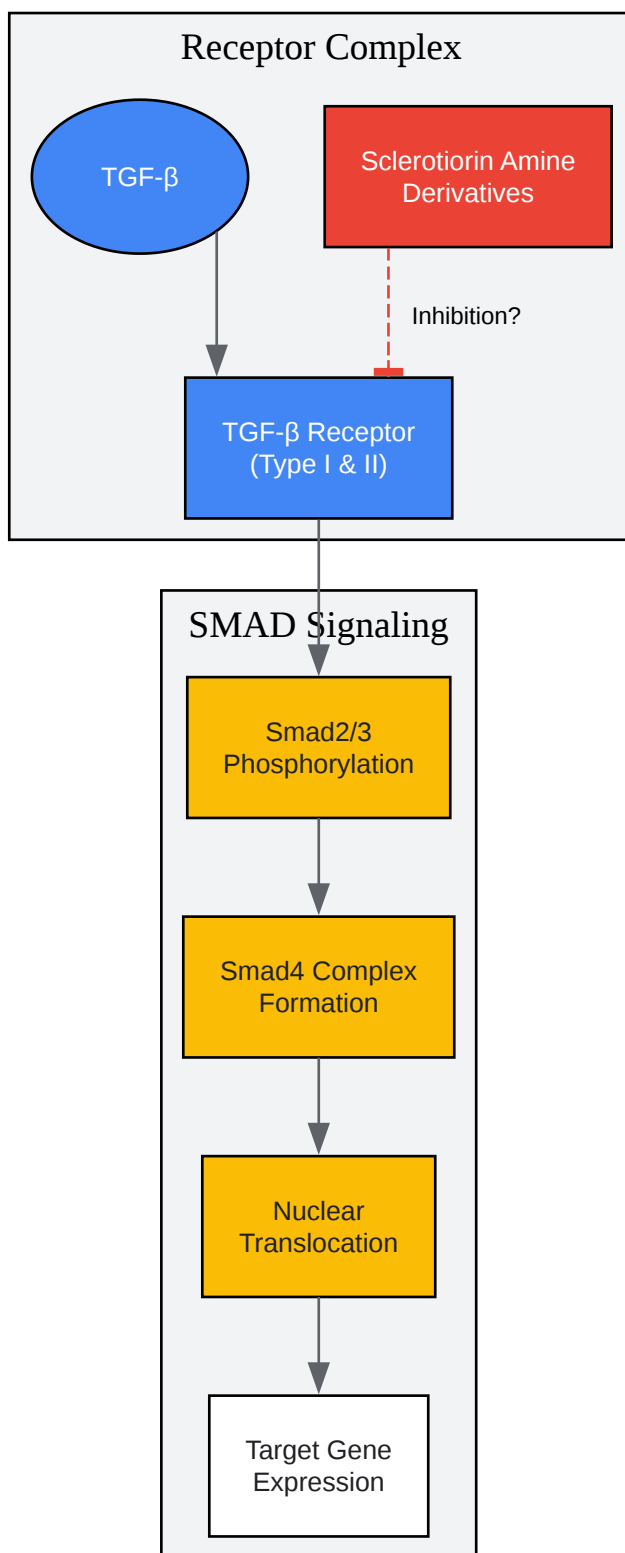 Receptor Complex
TGF-β
Sclerotiorin Amine
Derivatives
Inhibition?
TGF-β Receptor
(Type I & II)
SMAD Signaling
Smad2/3
Phosphorylation
Smad4 Complex
Formation
Nuclear
Translocation
Target Gene
Expression